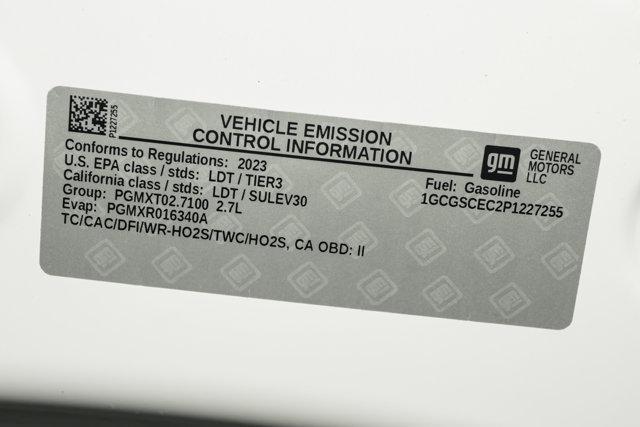 P1227255
VEHICLE EMISSION
CONTROL INFORMATION
gm
GENERAL
MOTORS
LLC
Conforms to Regulations: 2023
U.S. EPA class / stds: LDT / TIER3
California class / stds: LDT / SULEV30
Group: PGMXT02.7100 2.7L
Evap: PGMXR016340A
TC/CAC/DFI/WR-HO2S/TWC/HO2S, CA OBD: II
Fuel: Gasoline
1GCGSCEC2P1227255